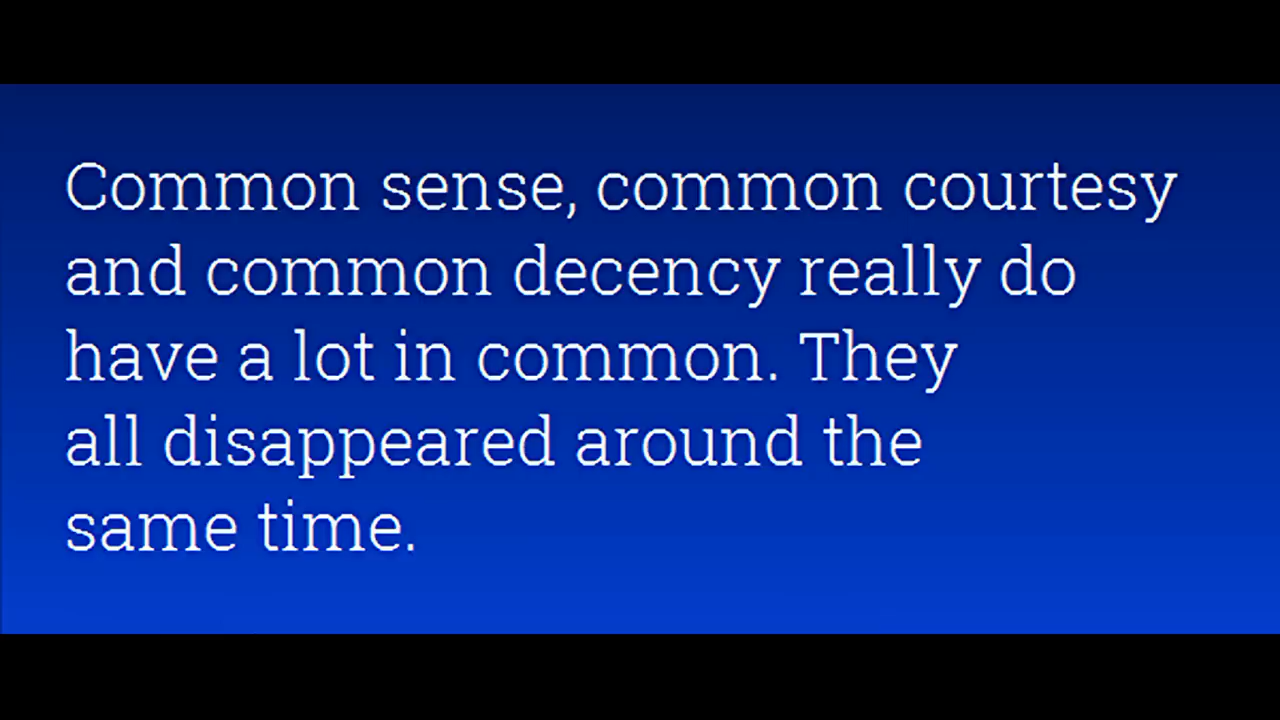 Common sense, common courtesy
and common decency really do
have a lot in common. They
all disappeared around the
same time.